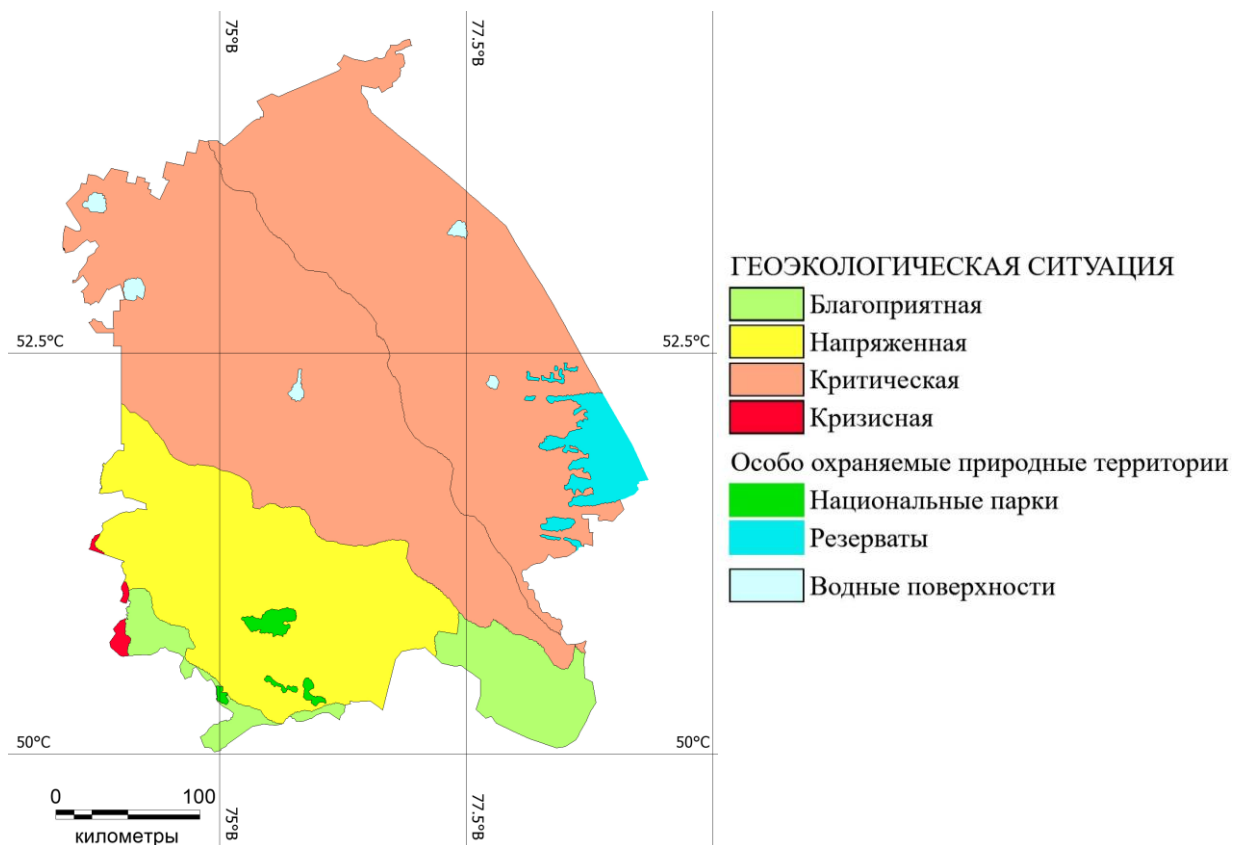 75°В
77.5°В
52.5°С
52.5°С
50°С
50°С
75°В
77.5°В
0 100
километры
ГЕОЭКОЛОГИЧЕСКАЯ СИТУАЦИЯ
Благоприятная
Напряженная
Критическая
Кризисная
Особо охраняемые природные территории
Национальные парки
Резерваты
Водные поверхности